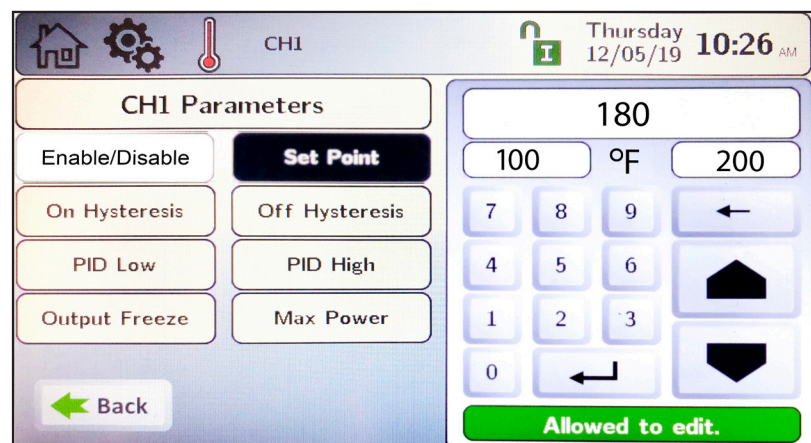 CH1
Thursday
12/05/19
10:26 AM
CH1 Parameters
Enable/Disable
Set Point
On Hysteresis
Off Hysteresis
PID Low
PID High
Output Freeze
Max Power
Back
180
100 °F 200
7 8 9
4 5 6
1 2 3
0
Allowed to edit.
I